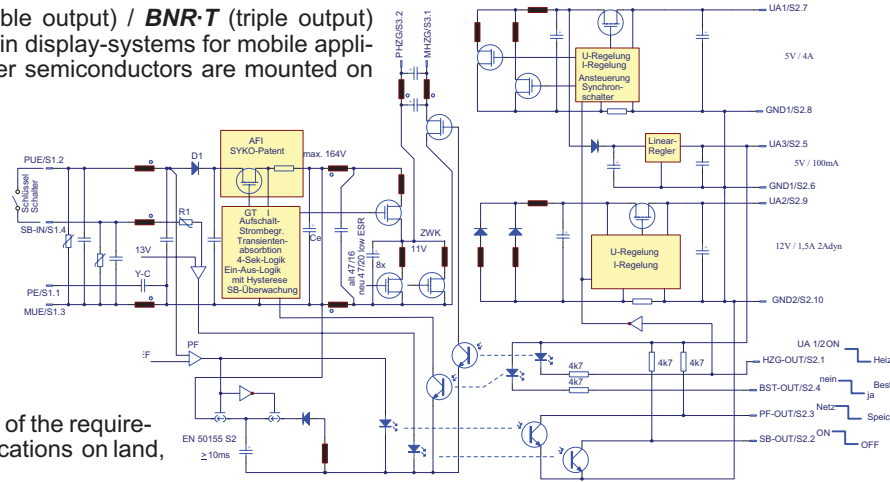 ble output) / BNR·T (triple output)
in display-systems for mobile appli-
er semiconductors are mounted on
of the require-
cations on land,
PHZG/S3.2
MHZG/S3.1
UA1/S2.7
5V / 4A
U-Regelung
I-Regelung
Ansteuerung
Synchron-
schalter
GND1/S2.8
Linear-
Regler
UA3/S2.5
5V / 100mA
GND1/S2.6
UA2/S2.9
12V / 1,5A 2Adyn
U-Regelung
I-Regelung
GND2/S2.10
AFI
SYKO-Patent
max. 164V
PUE/S1.2
D1
Schlüssel
Schalter
SB-IN/S1.4
R1
13V
Y-C
PE/S1.1
MUE/S1.3
GT I
Aufschalt-
Strombegr.
Transienten-
absorbtion
4-Sek-Logik
Ein-Aus-Logik
mit Hysterese
SB-Überwachung
Ce
alt 47/16
neu 47/20 low ESR
8x
ZWK
11V
PF
EF
EN 50155 S2
≥ 10ms
4k7
4k7
4k7
4k7
UA 1/2 ON
HZG-OUT/S2.1
Heiz
nein
BST-OUT/S2.4
ja
Best
Netz
PF-OUT/S2.3
Speic
ON
SB-OUT/S2.2
OFF